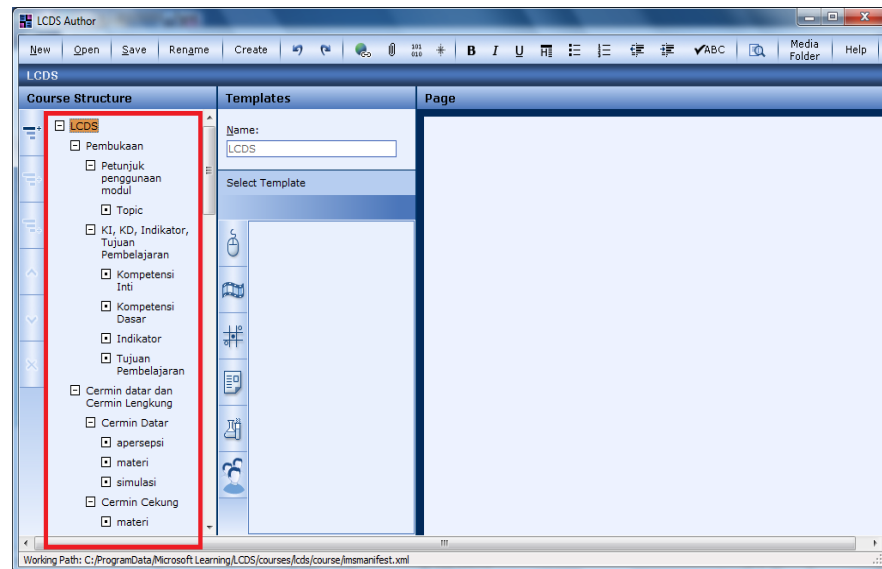 LCDS Author
New Open Save Rename Create 101 010 B I U ABC Media Folder Help
LCDS
Course Structure Templates Page
LCDS
Pembukaan
Petunjuk
penggunaan
modul
Topic
KI, KD, Indikator,
Tujuan
Pembelajaran
Kompetensi
Inti
Kompetensi
Dasar
Indikator
Tujuan
Pembelajaran
Cermin datar dan
Cermin Lengkung
Cermin Datar
apersepsi
materi
simulasi
Cermin Cekung
materi
Name:
LCDS
Select Template
Working Path: C:/ProgramData/Microsoft Learning/LCDS/courses/lcds/course/imsmanifest.xml